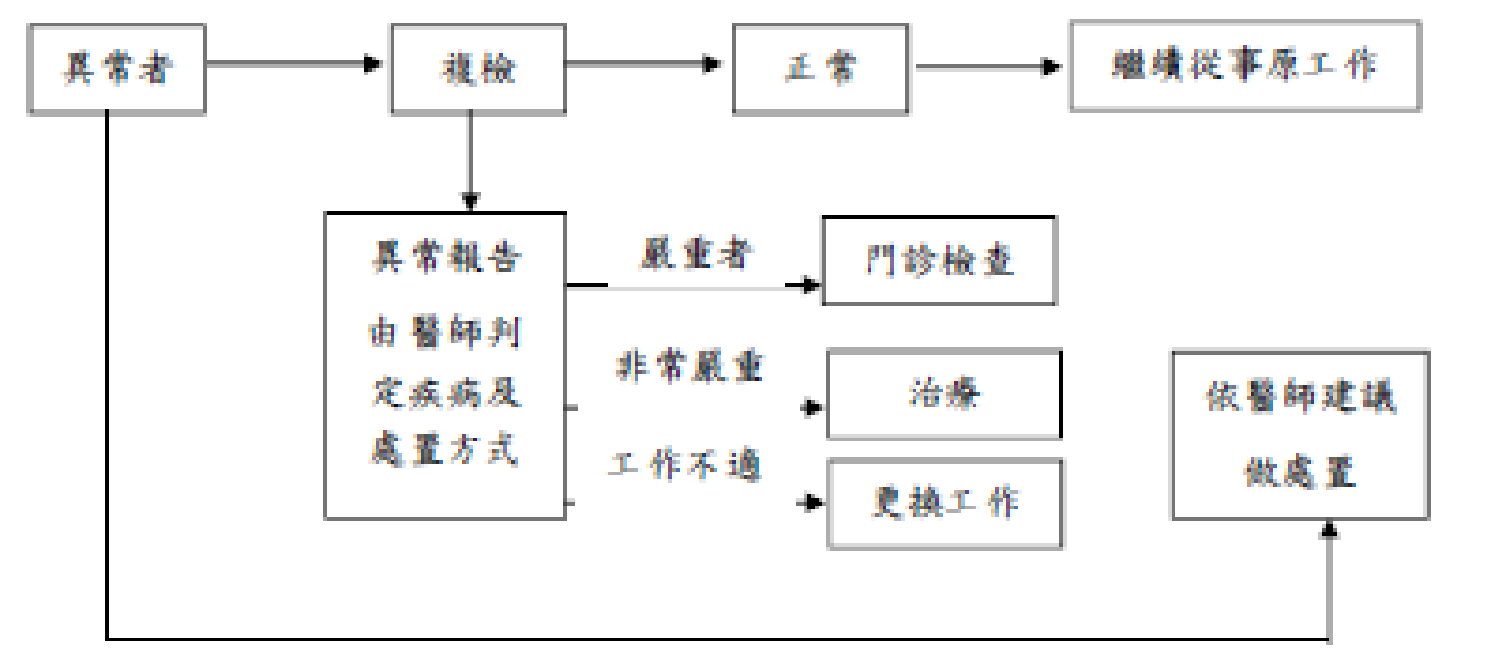 異常者
複檢
正常
繼續從事原工作
異常報告
由醫師判
定疾病及
處置方式
嚴重者
門診檢查
非常嚴重
治療
工作不適
更換工作
依醫師建議
做處置